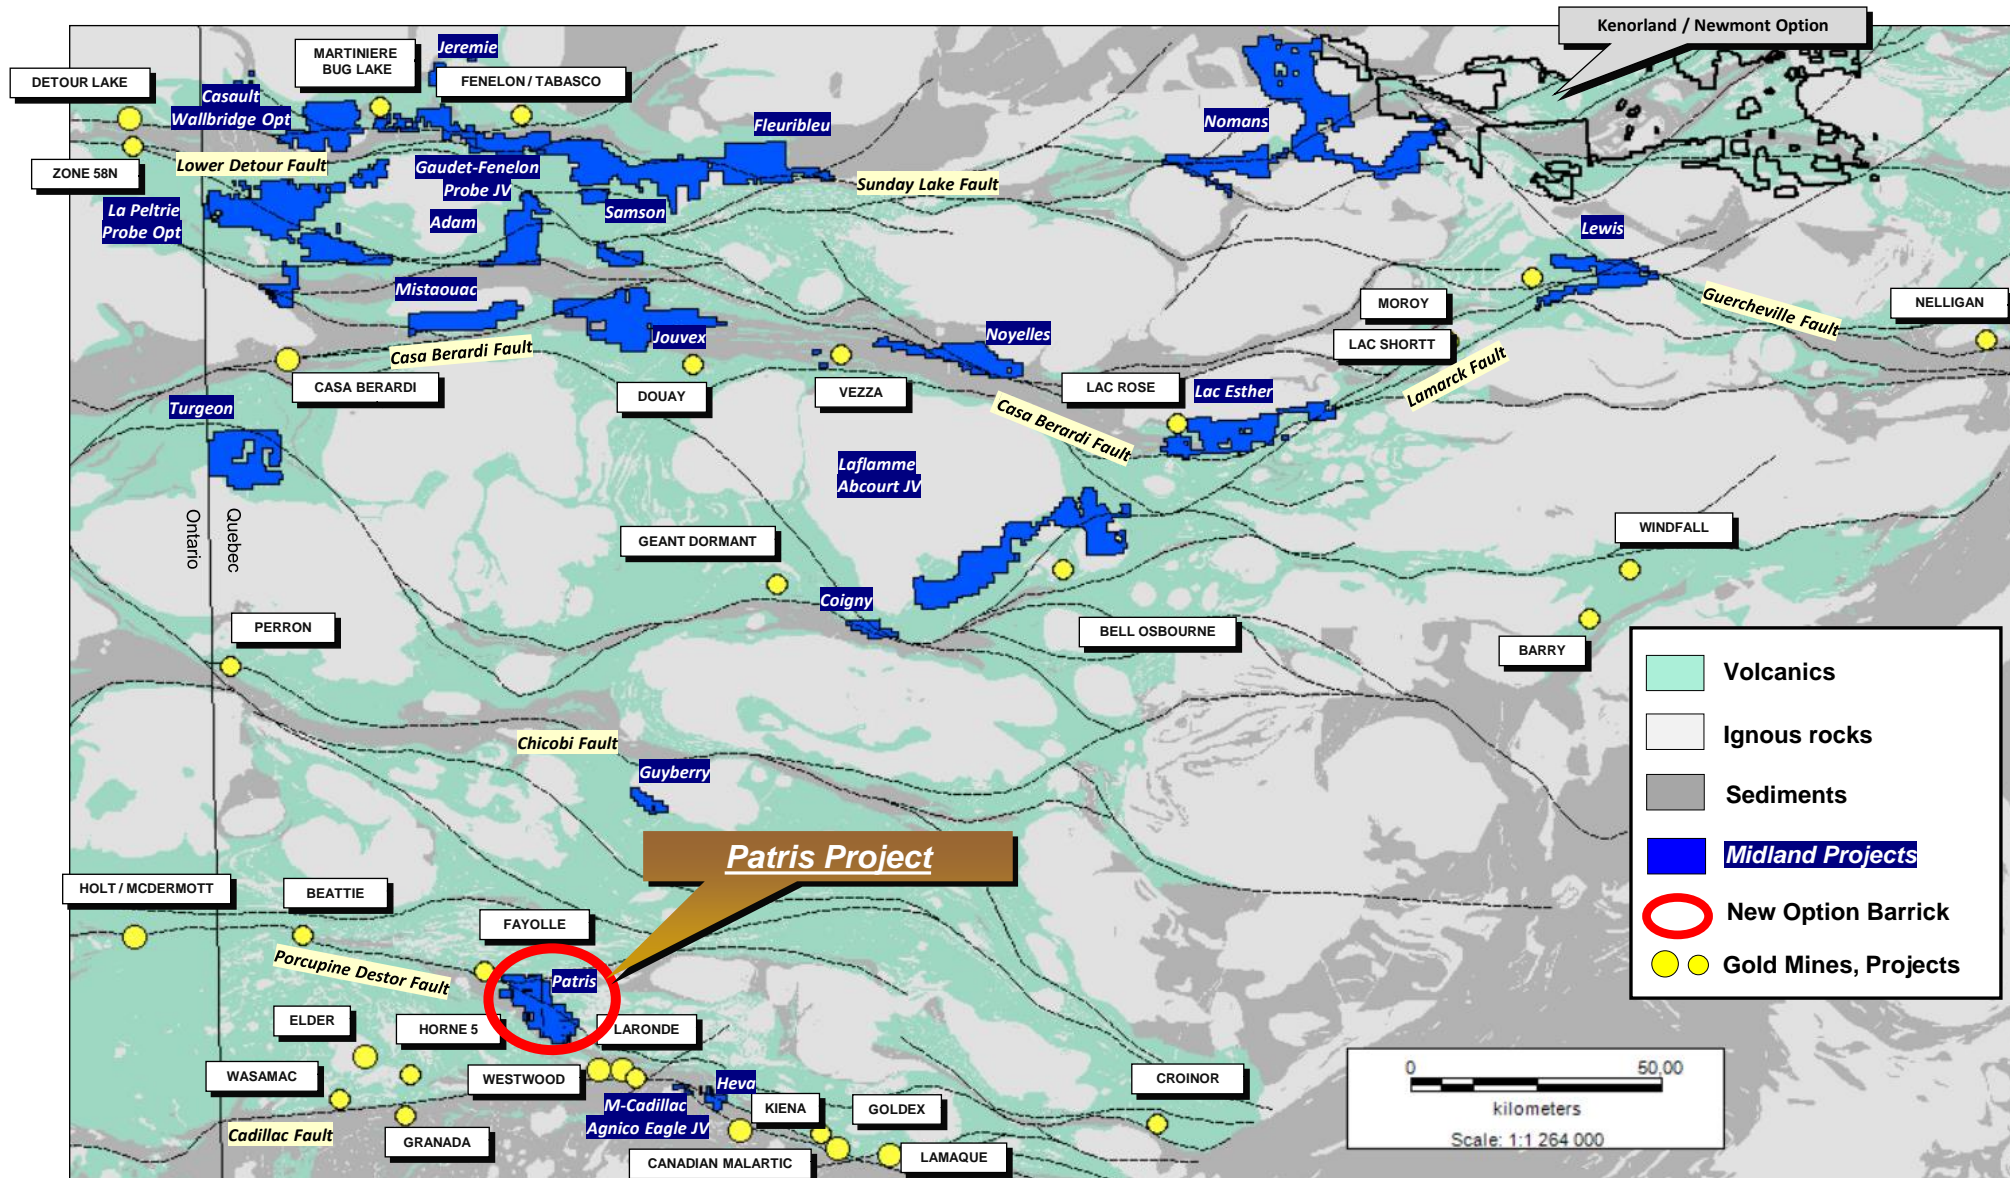 Kenorland / Newmont Option
Jeremie
MARTINIERE
BUG LAKE
DETOUR LAKE
FENELON / TABASCO
Casault
Wallbridge Opt
Fleuribleu
Nomans
ZONE 58N
Lower Detour Fault
Gaudet-Fenelon
Probe JV
Sunday Lake Fault
La Peltrie
Probe Opt
Adam
Samson
Lewis
Mistaouac
MOROY
Guercheville Fault
NELLIGAN
Jouvex
Noyelles
LAC SHORTT
Casa Berardi Fault
CASA BERARDI
DOUAY
VEZZA
LAC ROSE
Lac Esther
Lamarck Fault
Turgeon
Casa Berardi Fault
Laflamme
Abcourt JV
Ontario
Quebec
GEANT DORMANT
WINDFALL
Coigny
PERRON
BELL OSBOURNE
BARRY
Volcanics
Ignous rocks
Sediments
Midland Projects
New Option Barrick
Gold Mines, Projects
Chicobi Fault
Guyberry
Patris Project
HOLT / MCDERMOTT
BEATTIE
FAYOLLE
Porcupine Destor Fault
Patris
ELDER
HORNE 5
LARONDE
WASAMAC
WESTWOOD
Heva
CROINOR
M-Cadillac
Agnico Eagle JV
KIENA
GOLDEX
Cadillac Fault
GRANADA
CANADIAN MALARTIC
LAMAQUE
0 50,00
kilometers
Scale: 1:1 264 000